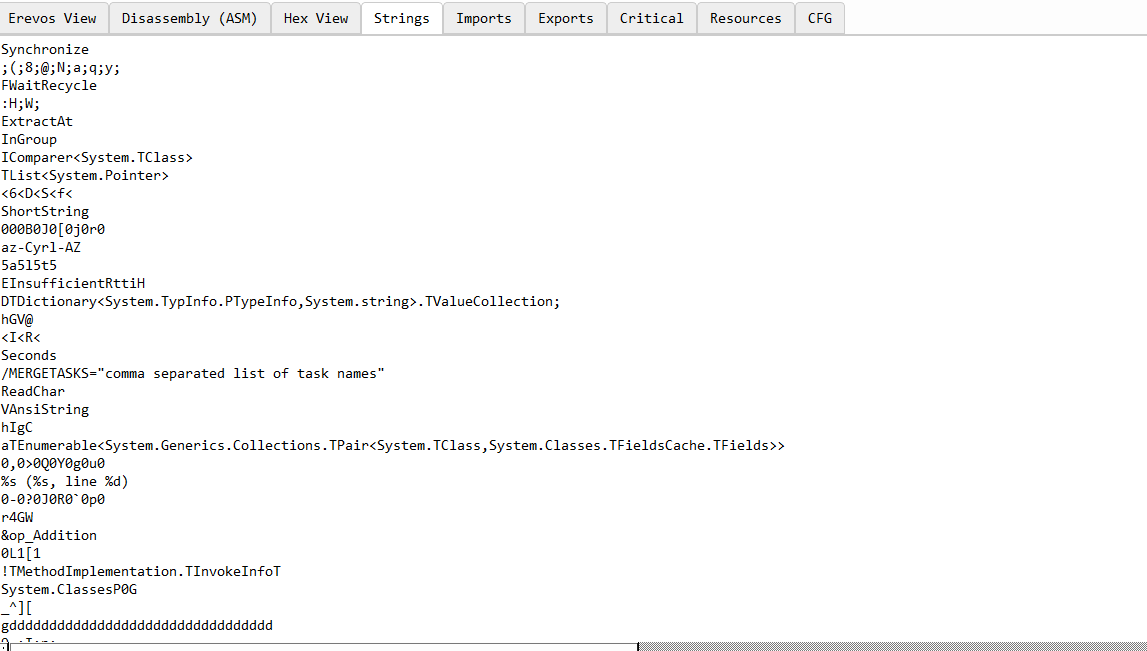 Erevos View Disassembly (ASM) Hex View Strings Imports Exports Critical Resources CFG
Synchronize
;(;8;@;N;a;q;y;
FWaitRecycle
:H;W;
ExtractAt
InGroup
IComparer<System.TClass>
TList<System.Pointer>
<6<D<S<f<
ShortString
000B0J0[0j0r0
az-Cyrl-AZ
5a5l5t5
EInsufficientRttiH
DTDictionary<System.TypInfo.PTypeInfo,System.string>.TValueCollection;
hGV@
<I<R<
Seconds
/MERGETASKS="comma separated list of task names"
ReadChar
VAnsiString
hIgC
aTEnumerable<System.Generics.Collections.TPair<System.TClass,System.Classes.TFieldsCache.TFields>>
0,0>0Q0Y0g0u0
%s (%s, line %d)
0-0?0J0R0`0p0
r4GW
&op_Addition
0L1[1
!TMethodImplementation.TInvokeInfoT
System.ClassesP0G
_^][
gddddddddddddddddddddddddddddddddd